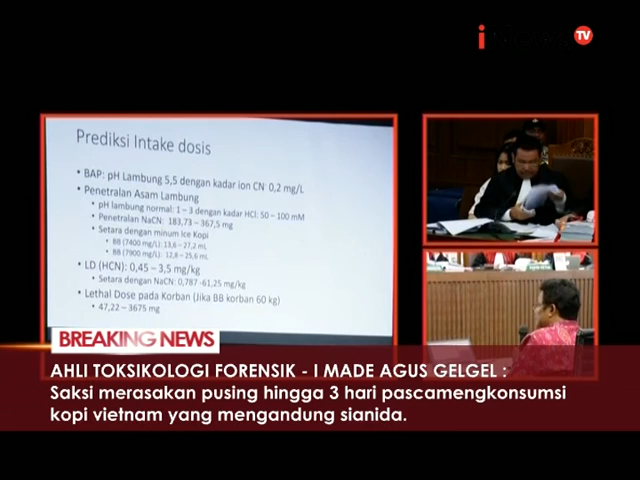 i
TV
Prediksi Intake dosis
• BAP: pH Lambung 5,5 dengan kadar ion CN⁻ 0,2 mg/L
• Penetralan Asam Lambung
• pH lambung normal: 1 – 3 dengan kadar HCl: 50 – 100 mM
• Penetralan NaCN: 183,73 – 367,5 mg
• Setara dengan minum Ice Kopi
• BB (7400 mg/L): 13,6 – 27,2 mL
• BB (7900 mg/L): 12,8 – 25,6 mL
• LD (HCN): 0,45 – 3,5 mg/kg
• Setara dengan NaCN: 0,787 -61,25 mg/kg
• Lethal Dose pada Korban (Jika BB korban 60 kg)
• 47,22 – 3675 mg
BREAKING NEWS
AHLI TOKSIKOLOGI FORENSIK - I MADE AGUS GELGEL :
Saksi merasakan pusing hingga 3 hari pascamengkonsumsi
kopi vietnam yang mengandung sianida.